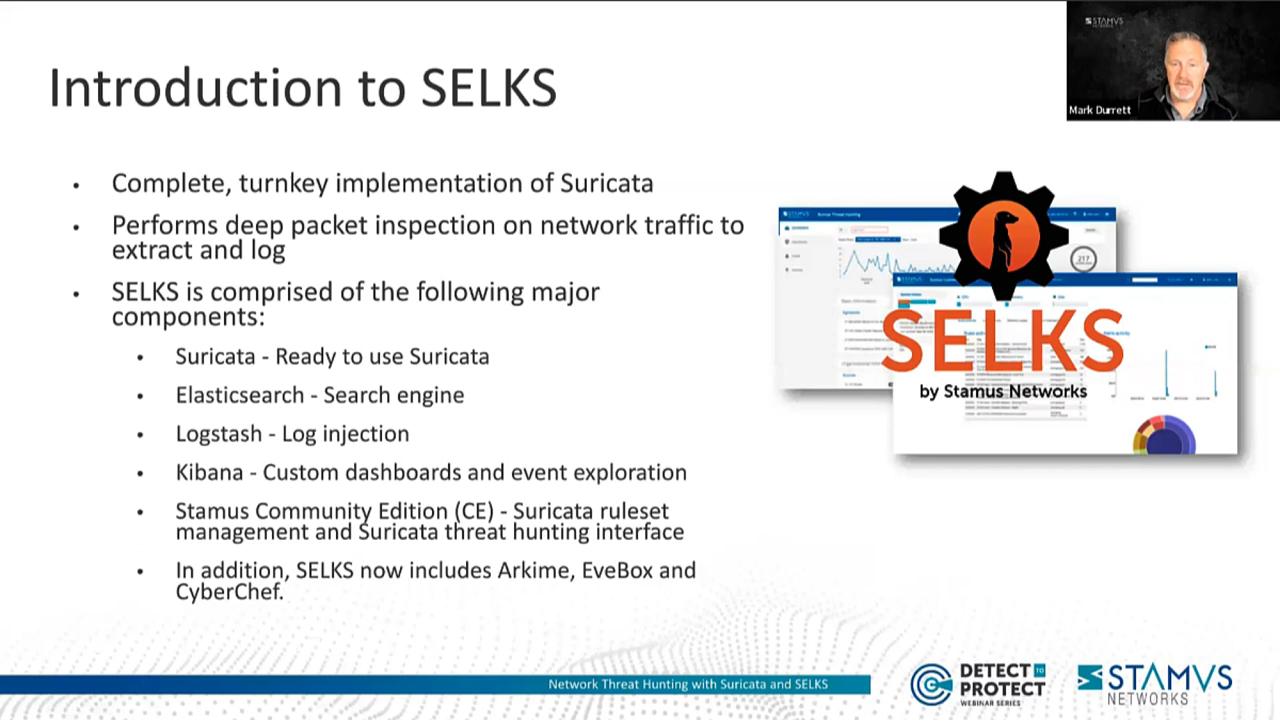 STAMVS
NETWORKS
Mark Durrett
Introduction to SELKS
• Complete, turnkey implementation of Suricata
• Performs deep packet inspection on network traffic to
extract and log
• SELKS is comprised of the following major
components:
• Suricata - Ready to use Suricata
• Elasticsearch - Search engine
• Logstash - Log injection
• Kibana - Custom dashboards and event exploration
• Stamus Community Edition (CE) - Suricata ruleset
management and Suricata threat hunting interface
• In addition, SELKS now includes Arkime, EveBox and
CyberChef.
217
SELKS
by Stamus Networks
Network Threat Hunting with Suricata and SELKS
DETECT TO
PROTECT
WEBINAR SERIES
STAMVS
NETWORKS